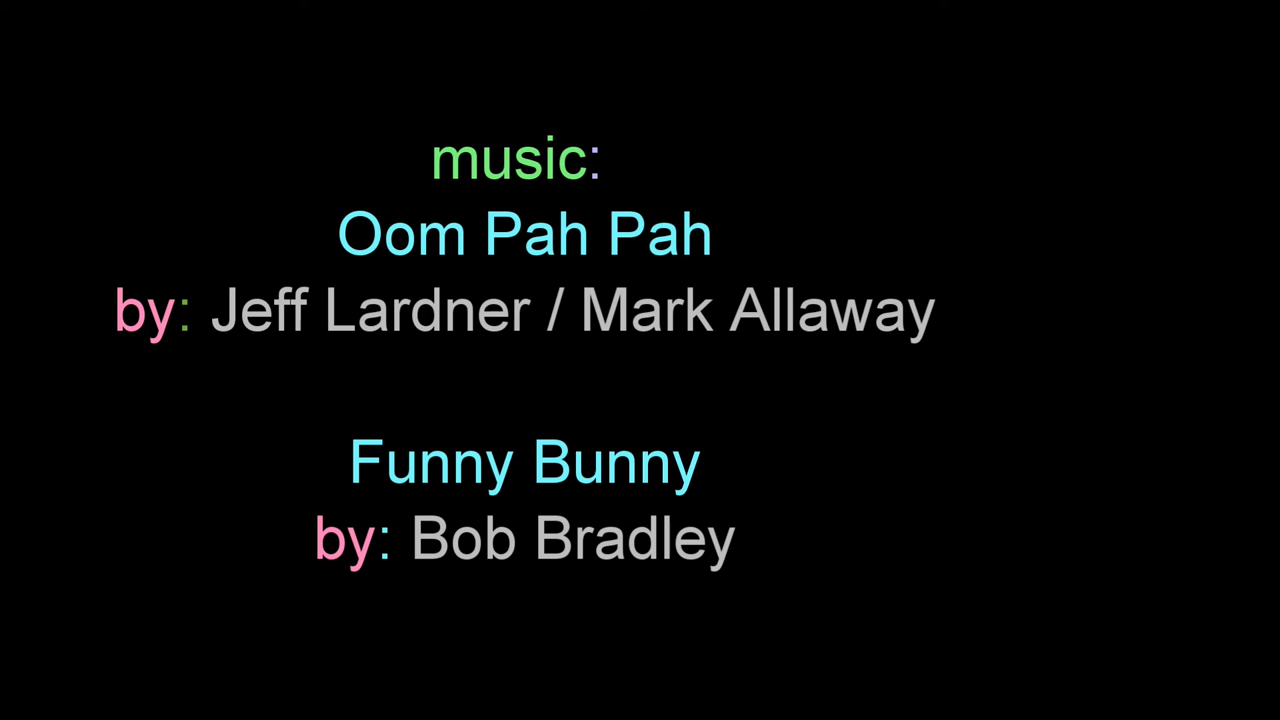 music:
Oom Pah Pah
by: Jeff Lardner / Mark Allaway
Funny Bunny
by: Bob Bradley